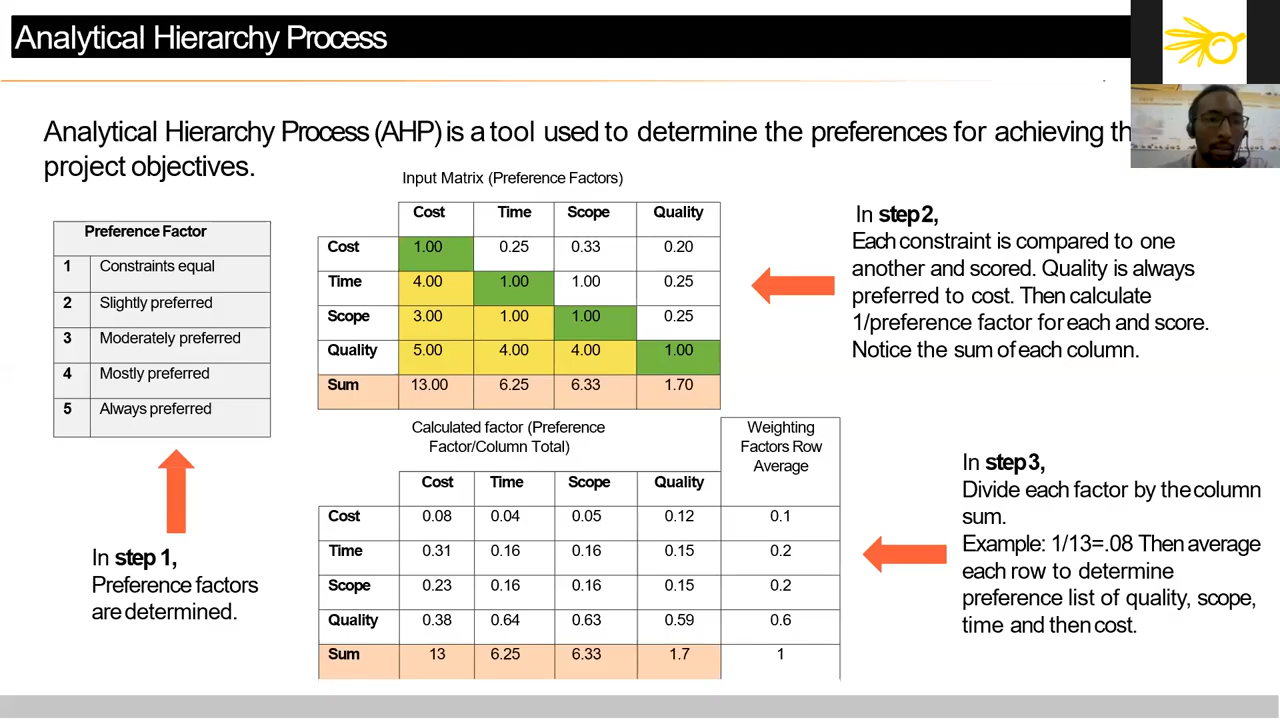 Analytical Hierarchy Process
Analytical Hierarchy Process (AHP) is a tool used to determine the preferences for achieving
project objectives.
Preference Factor
1 Constraints equal
2 Slightly preferred
3 Moderately preferred
4 Mostly preferred
5 Always preferred
In step 1,
Preference factors
are determined.
Input Matrix (Preference Factors)
Cost Time Scope Quality
Cost 1.00 0.25 0.33 0.20
Time 4.00 1.00 1.00 0.25
Scope 3.00 1.00 1.00 0.25
Quality 5.00 4.00 4.00 1.00
Sum 13.00 6.25 6.33 1.70
In step 2,
Each constraint is compared to one
another and scored. Quality is always
preferred to cost. Then calculate
1/preference factor for each and score.
Notice the sum of each column.
Calculated factor (Preference
Factor/Column Total)
Weighting
Factors Row
Average
Cost Time Scope Quality
Cost 0.08 0.04 0.05 0.12 0.1
Time 0.31 0.16 0.16 0.15 0.2
Scope 0.23 0.16 0.16 0.15 0.2
Quality 0.38 0.64 0.63 0.59 0.6
Sum 13 6.25 6.33 1.7 1
In step 3,
Divide each factor by the column
sum.
Example: 1/13=.08 Then average
each row to determine
preference list of quality, scope,
time and then cost.